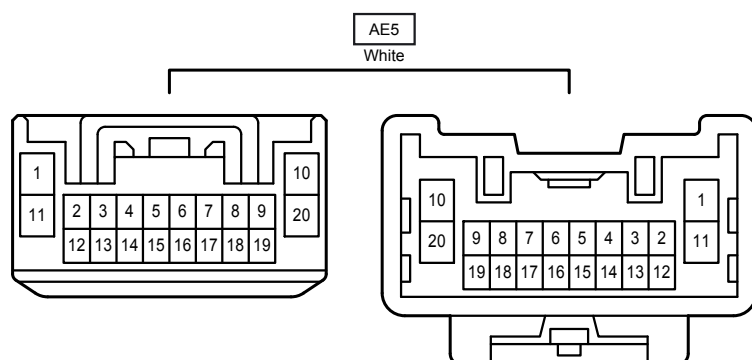 AE5
White
1 10
11 2 3 4 5 6 7 8 9 20
12 13 14 15 16 17 18 19
10 1
20 9 8 7 6 5 4 3 2 11
19 18 17 16 15 14 13 12